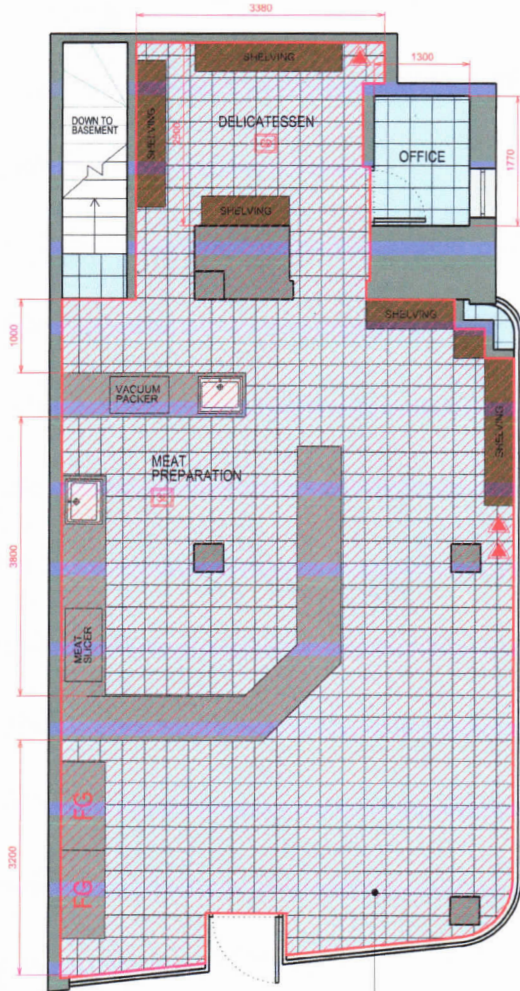 3380
SHELVING
1300
DOWN TO
BASEMENT
SHELVING
DELICATESSEN
2500
OFFICE
1770
SHELVING
SHELVING
1000
VACUUM
PACKER
SHELVING
MEAT
PREPARATION
3800
MEAT
SLICER
3200
FG
FG